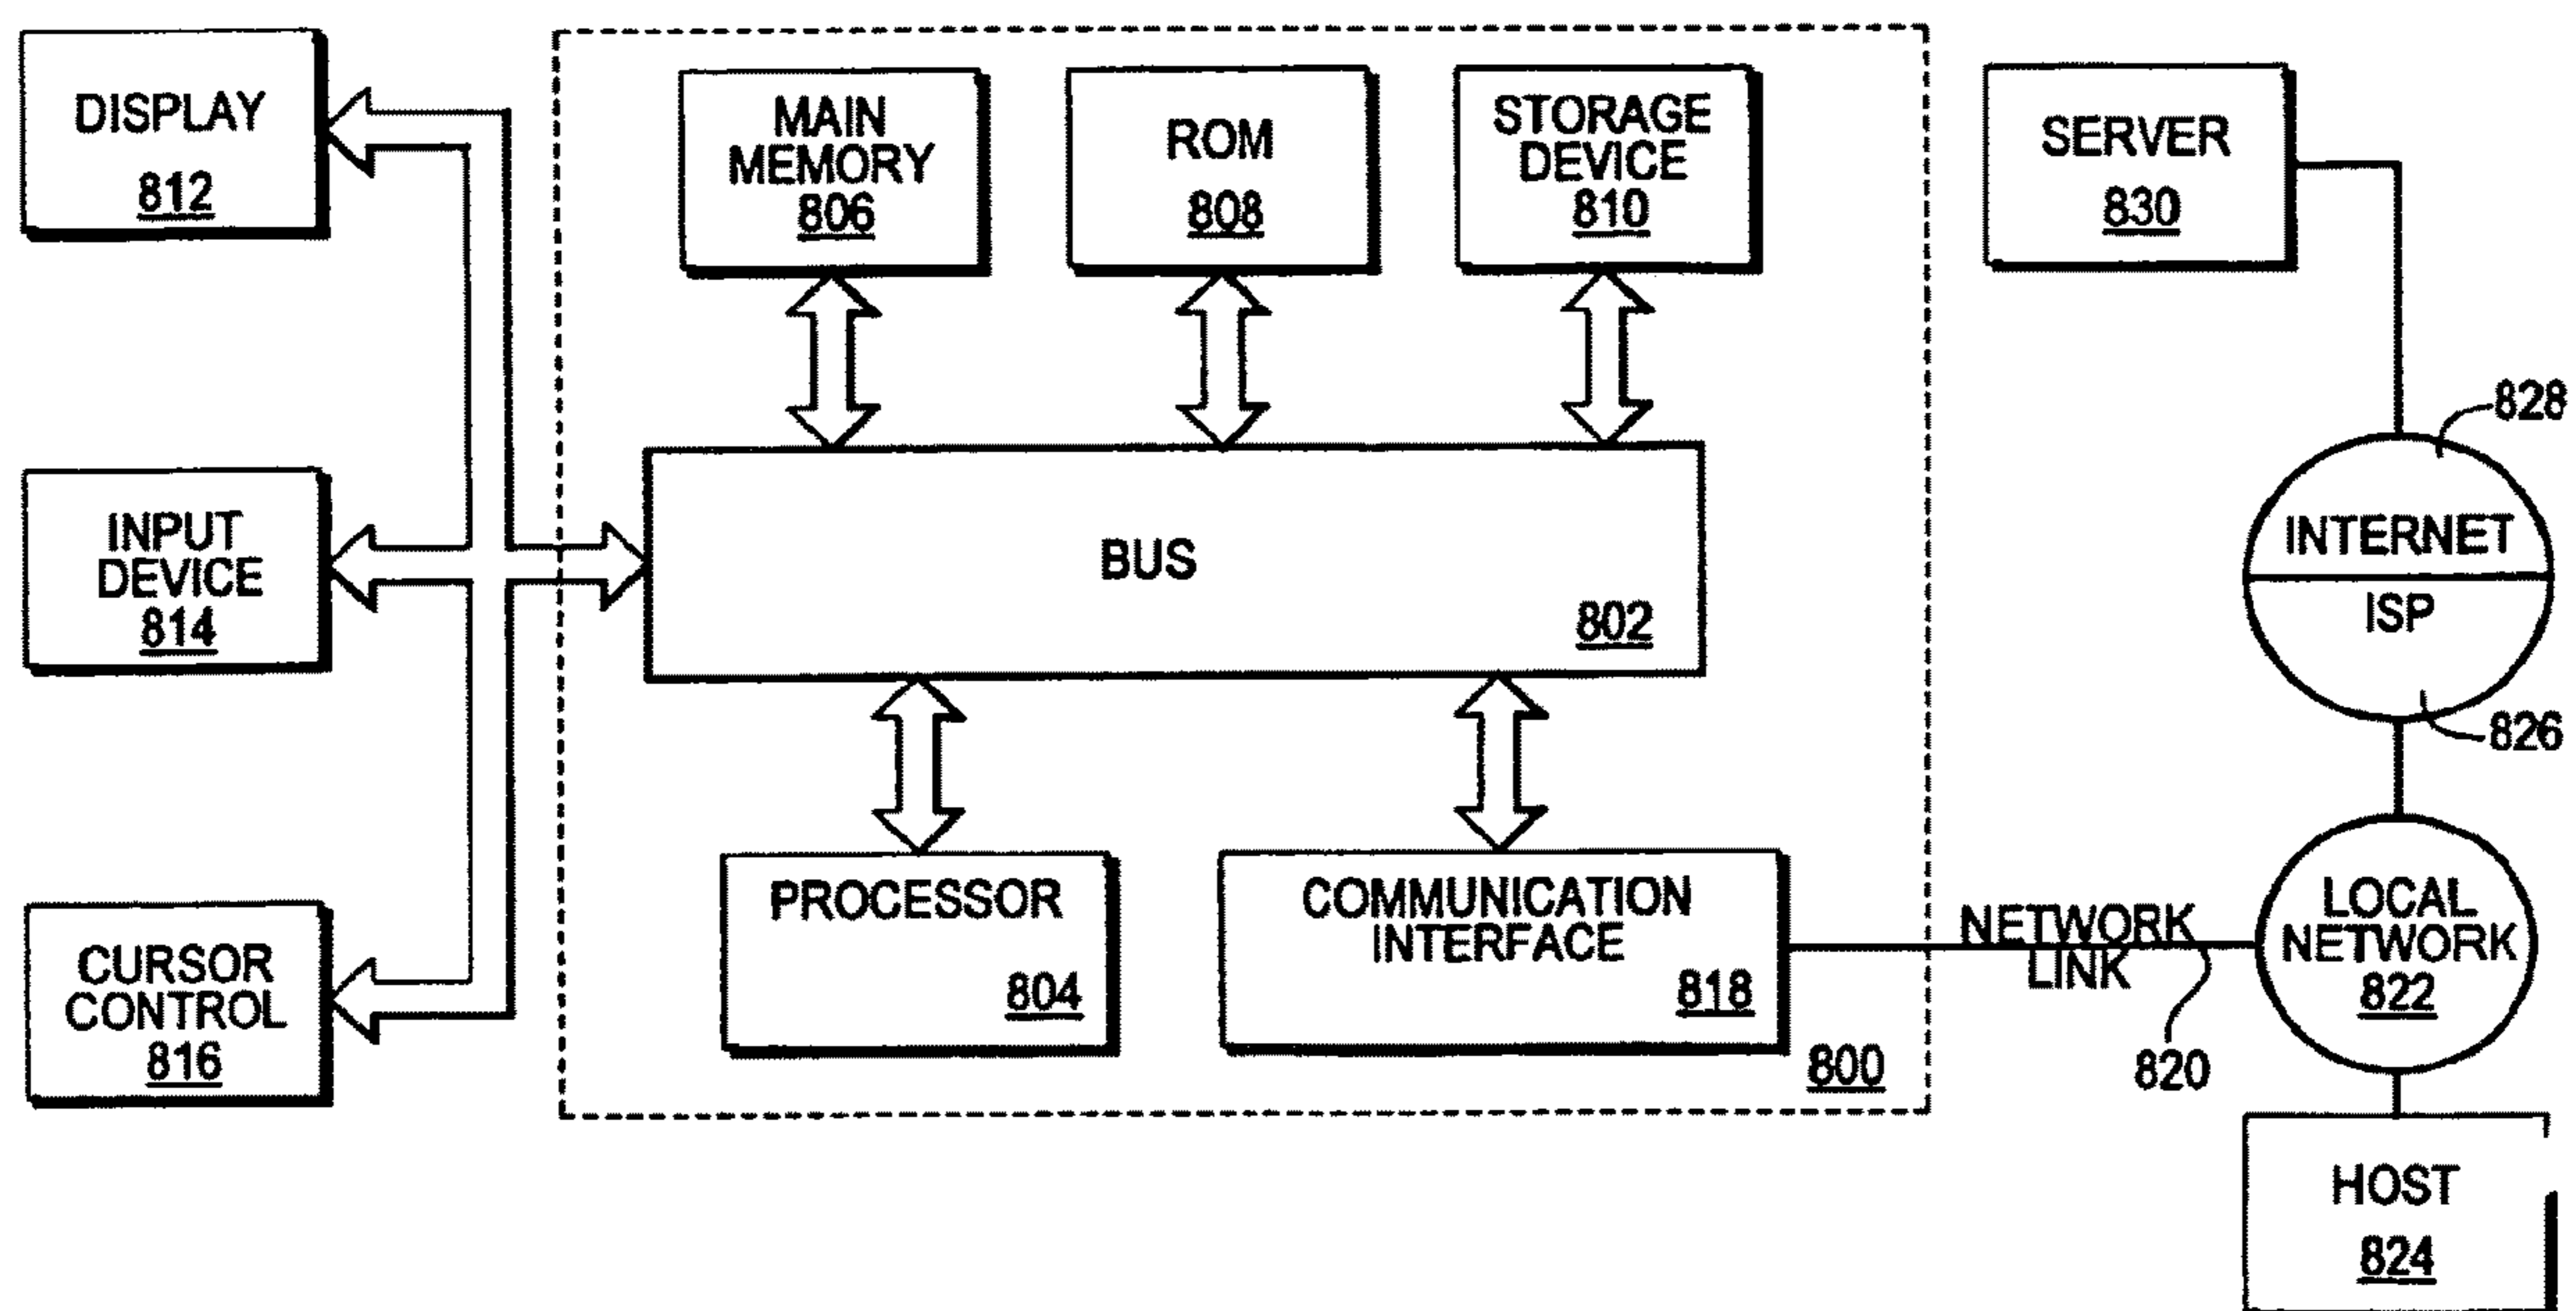 DISPLAY
812
INPUT
DEVICE
814
CURSOR
CONTROL
816
MAIN
MEMORY
806
ROM
808
STORAGE
DEVICE
810
BUS
802
PROCESSOR
804
COMMUNICATION
INTERFACE
818
800
SERVER
830
828
INTERNET
ISP
826
NETWORK
LINK
820
LOCAL
NETWORK
822
HOST
824